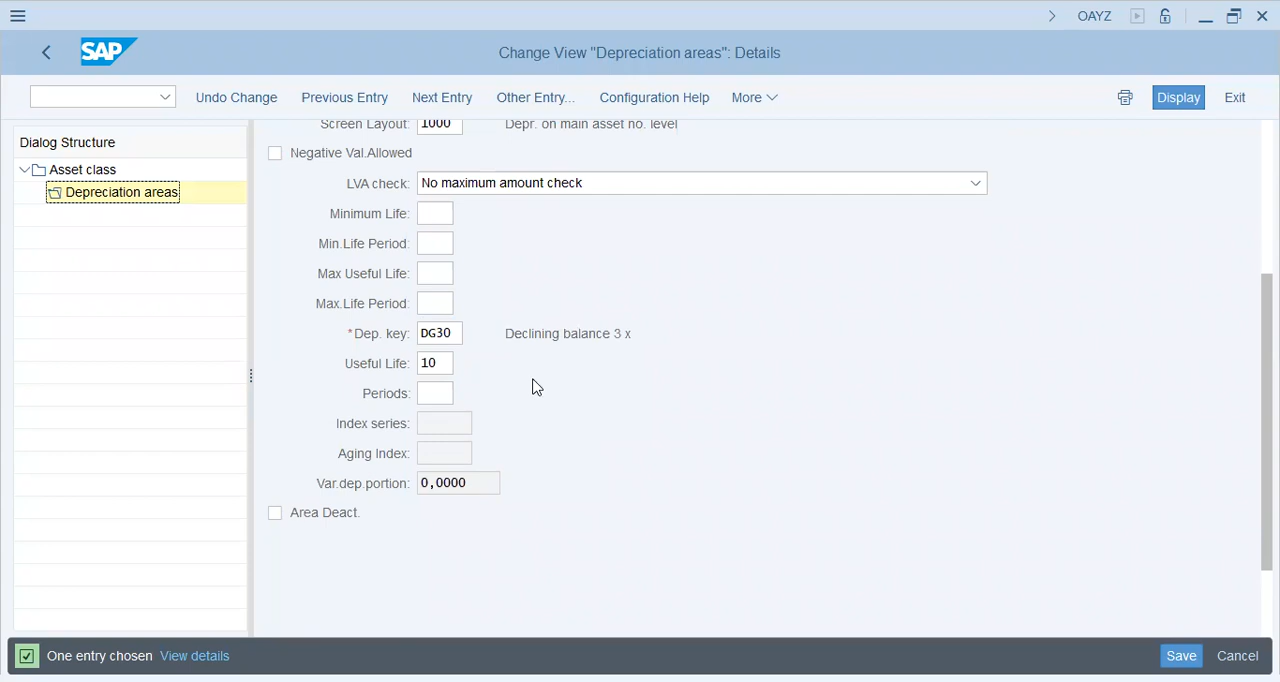 OAYZ
SAP
Change View "Depreciation areas": Details
Undo Change Previous Entry Next Entry Other Entry... Configuration Help More Display Exit
Dialog Structure
Asset class
Depreciation areas
Screen Layout: 1000 Depr. on main asset no. level
Negative Val.Allowed
LVA check: No maximum amount check
Minimum Life:
Min.Life Period:
Max Useful Life:
Max.Life Period:
*Dep. key: DG30 Declining balance 3 x
Useful Life: 10
Periods:
Index series:
Aging Index:
Var.dep.portion: 0,0000
Area Deact.
One entry chosen View details Save Cancel